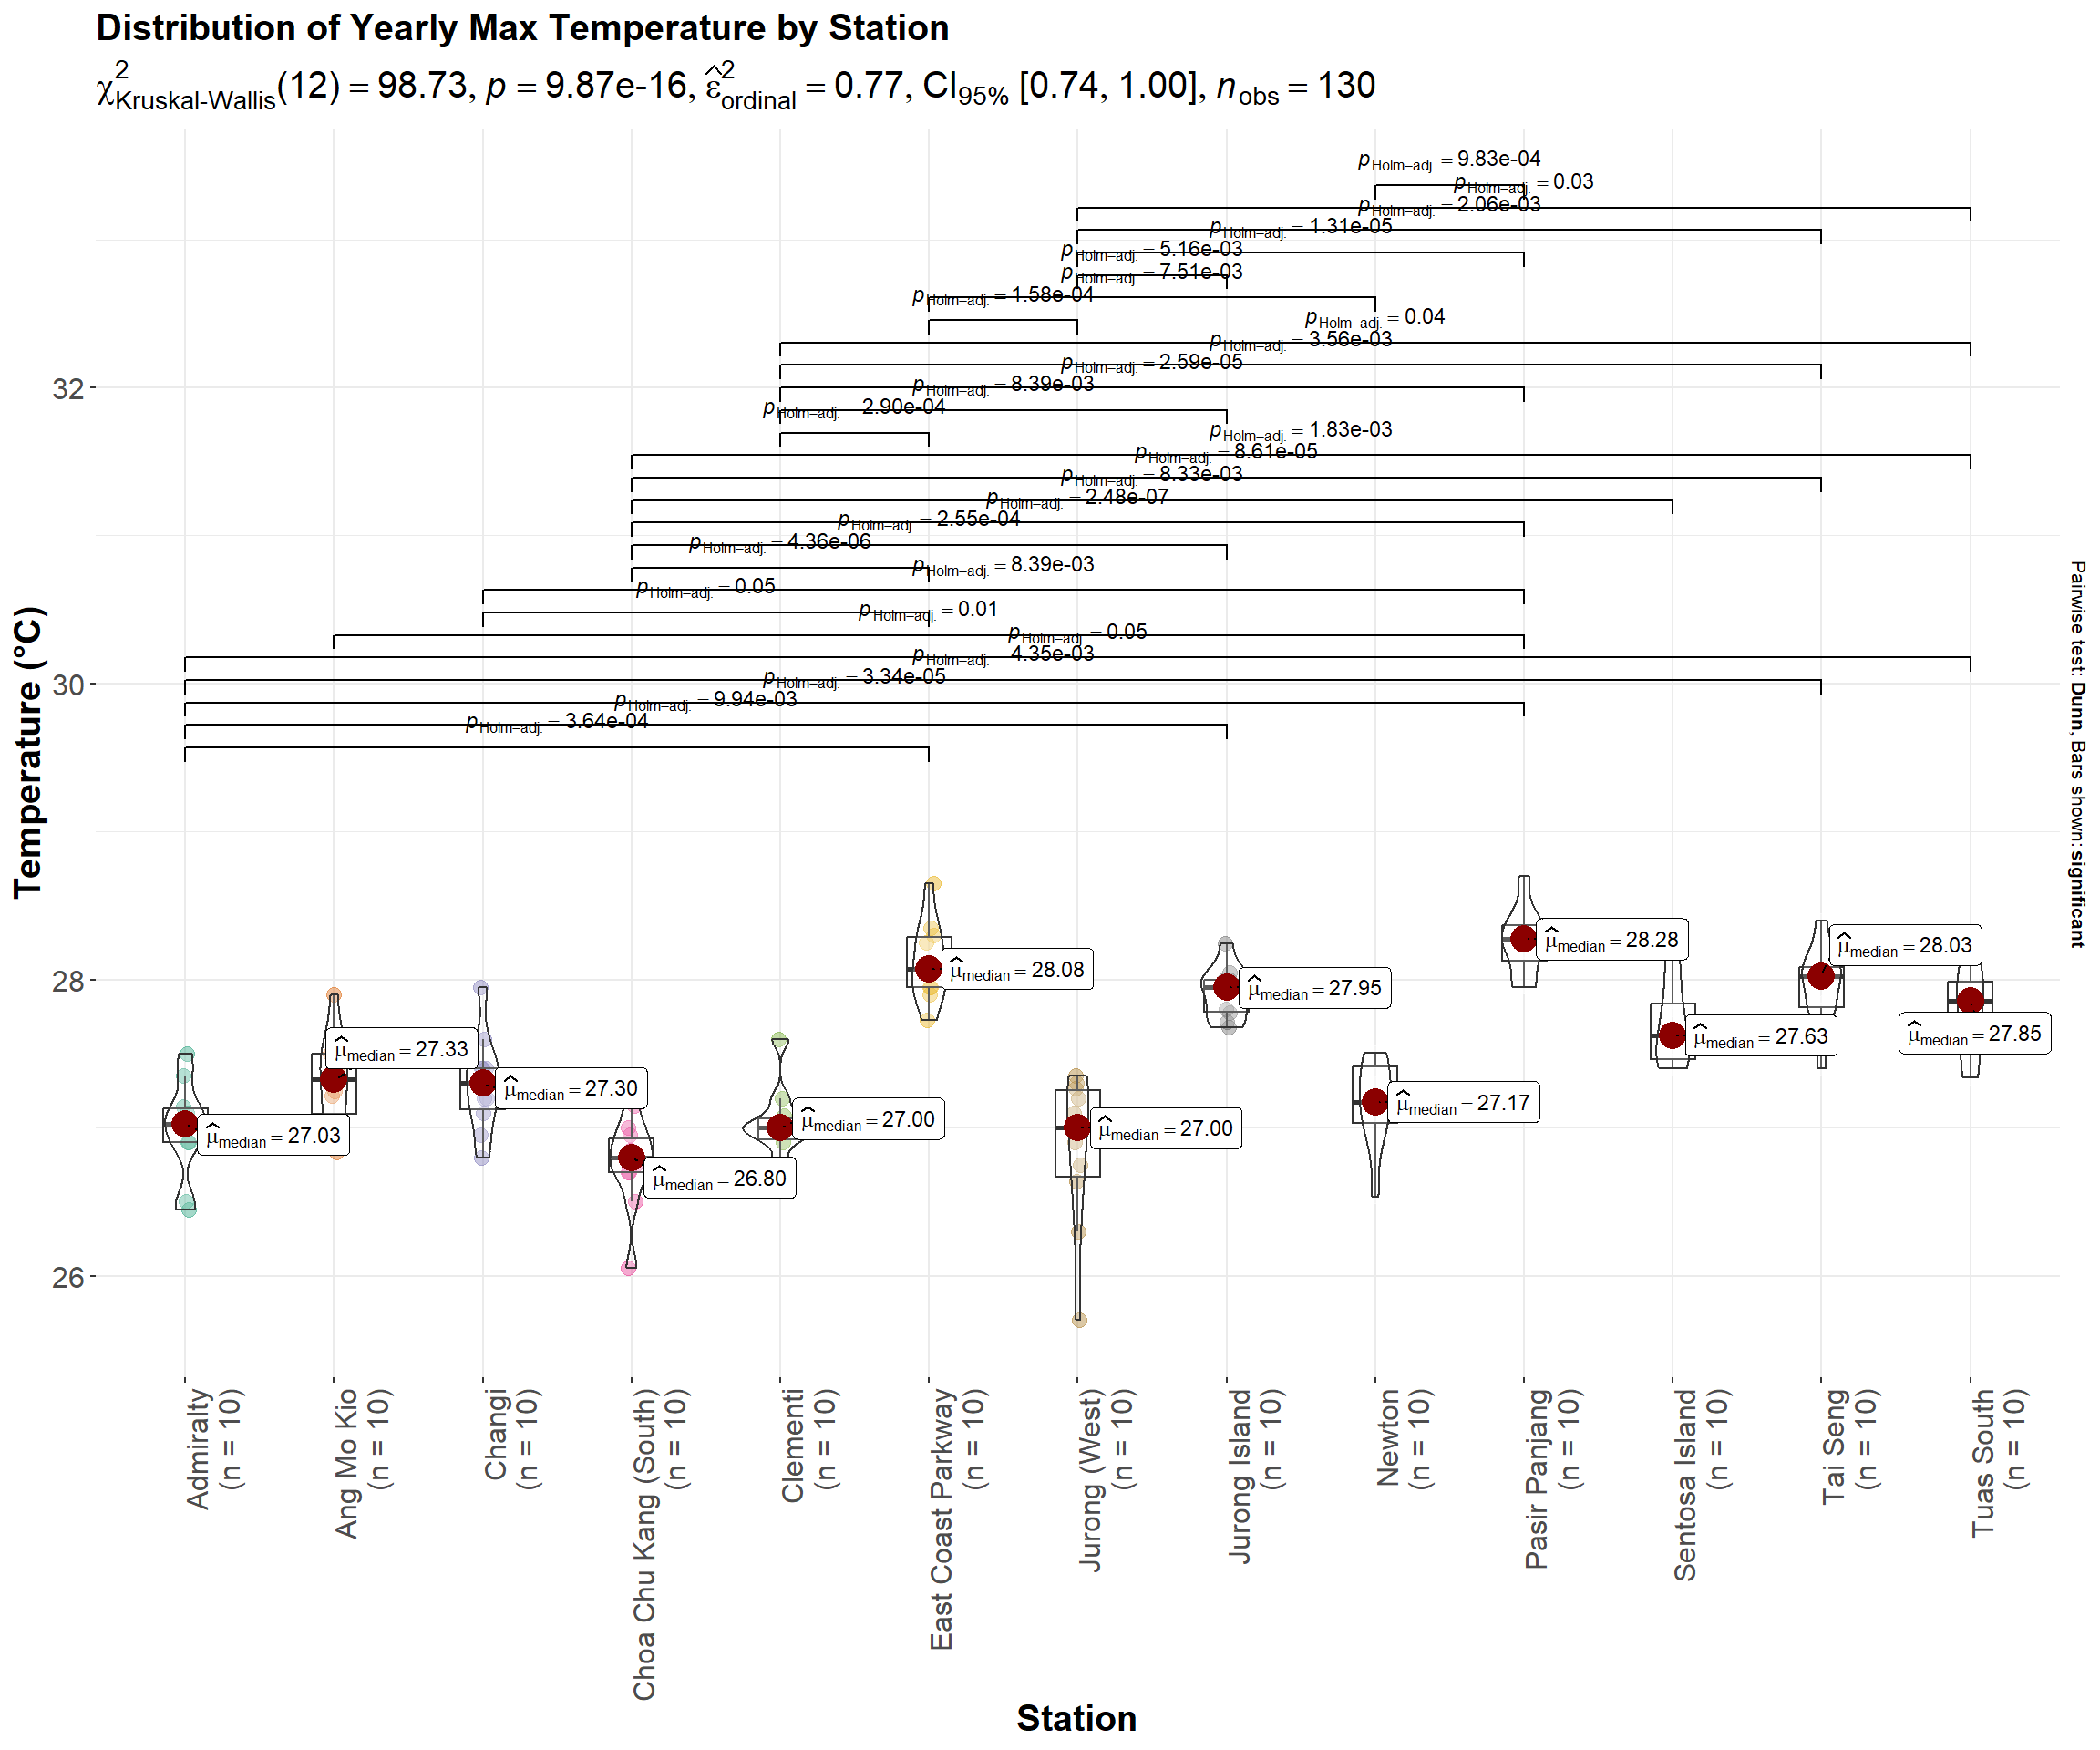 Distribution of Yearly Max Temperature by Station
χ²Kruskal-Wallis(12) = 98.73, p = 9.87e-16, ε̂²ordinal = 0.77, CI95% [0.74, 1.00], nobs = 130
pHolm–adj. = 9.83e-04
pHolm–adj. = 0.03
pHolm–adj. = 2.06e-03
pHolm–adj. = 1.31e-05
pHolm–adj. = 5.16e-03
pHolm–adj. = 7.51e-03
pHolm–adj. = 1.58e-04
pHolm–adj. = 0.04
pHolm–adj. = 3.56e-03
pHolm–adj. = 2.59e-05
pHolm–adj. = 8.39e-03
pHolm–adj. = 2.90e-04
pHolm–adj. = 1.83e-03
pHolm–adj. = 8.61e-05
pHolm–adj. = 8.33e-03
pHolm–adj. = 2.48e-07
pHolm–adj. = 2.55e-04
pHolm–adj. = 4.36e-06
pHolm–adj. = 8.39e-03
pHolm–adj. = 0.05
pHolm–adj. = 0.01
pHolm–adj. = 0.05
pHolm–adj. = 4.35e-03
pHolm–adj. = 3.34e-05
pHolm–adj. = 9.94e-03
pHolm–adj. = 3.64e-04
32
30
28
26
Temperature (°C)
μ̂median = 27.03
μ̂median = 27.33
μ̂median = 27.30
μ̂median = 26.80
μ̂median = 27.00
μ̂median = 28.08
μ̂median = 27.00
μ̂median = 27.95
μ̂median = 27.17
μ̂median = 28.28
μ̂median = 27.63
μ̂median = 28.03
μ̂median = 27.85
Pairwise test: Dunn, Bars shown: significant
Admiralty
(n = 10)
Ang Mo Kio
(n = 10)
Changi
(n = 10)
Choa Chu Kang (South)
(n = 10)
Clementi
(n = 10)
East Coast Parkway
(n = 10)
Jurong (West)
(n = 10)
Jurong Island
(n = 10)
Newton
(n = 10)
Pasir Panjang
(n = 10)
Sentosa Island
(n = 10)
Tai Seng
(n = 10)
Tuas South
(n = 10)
Station